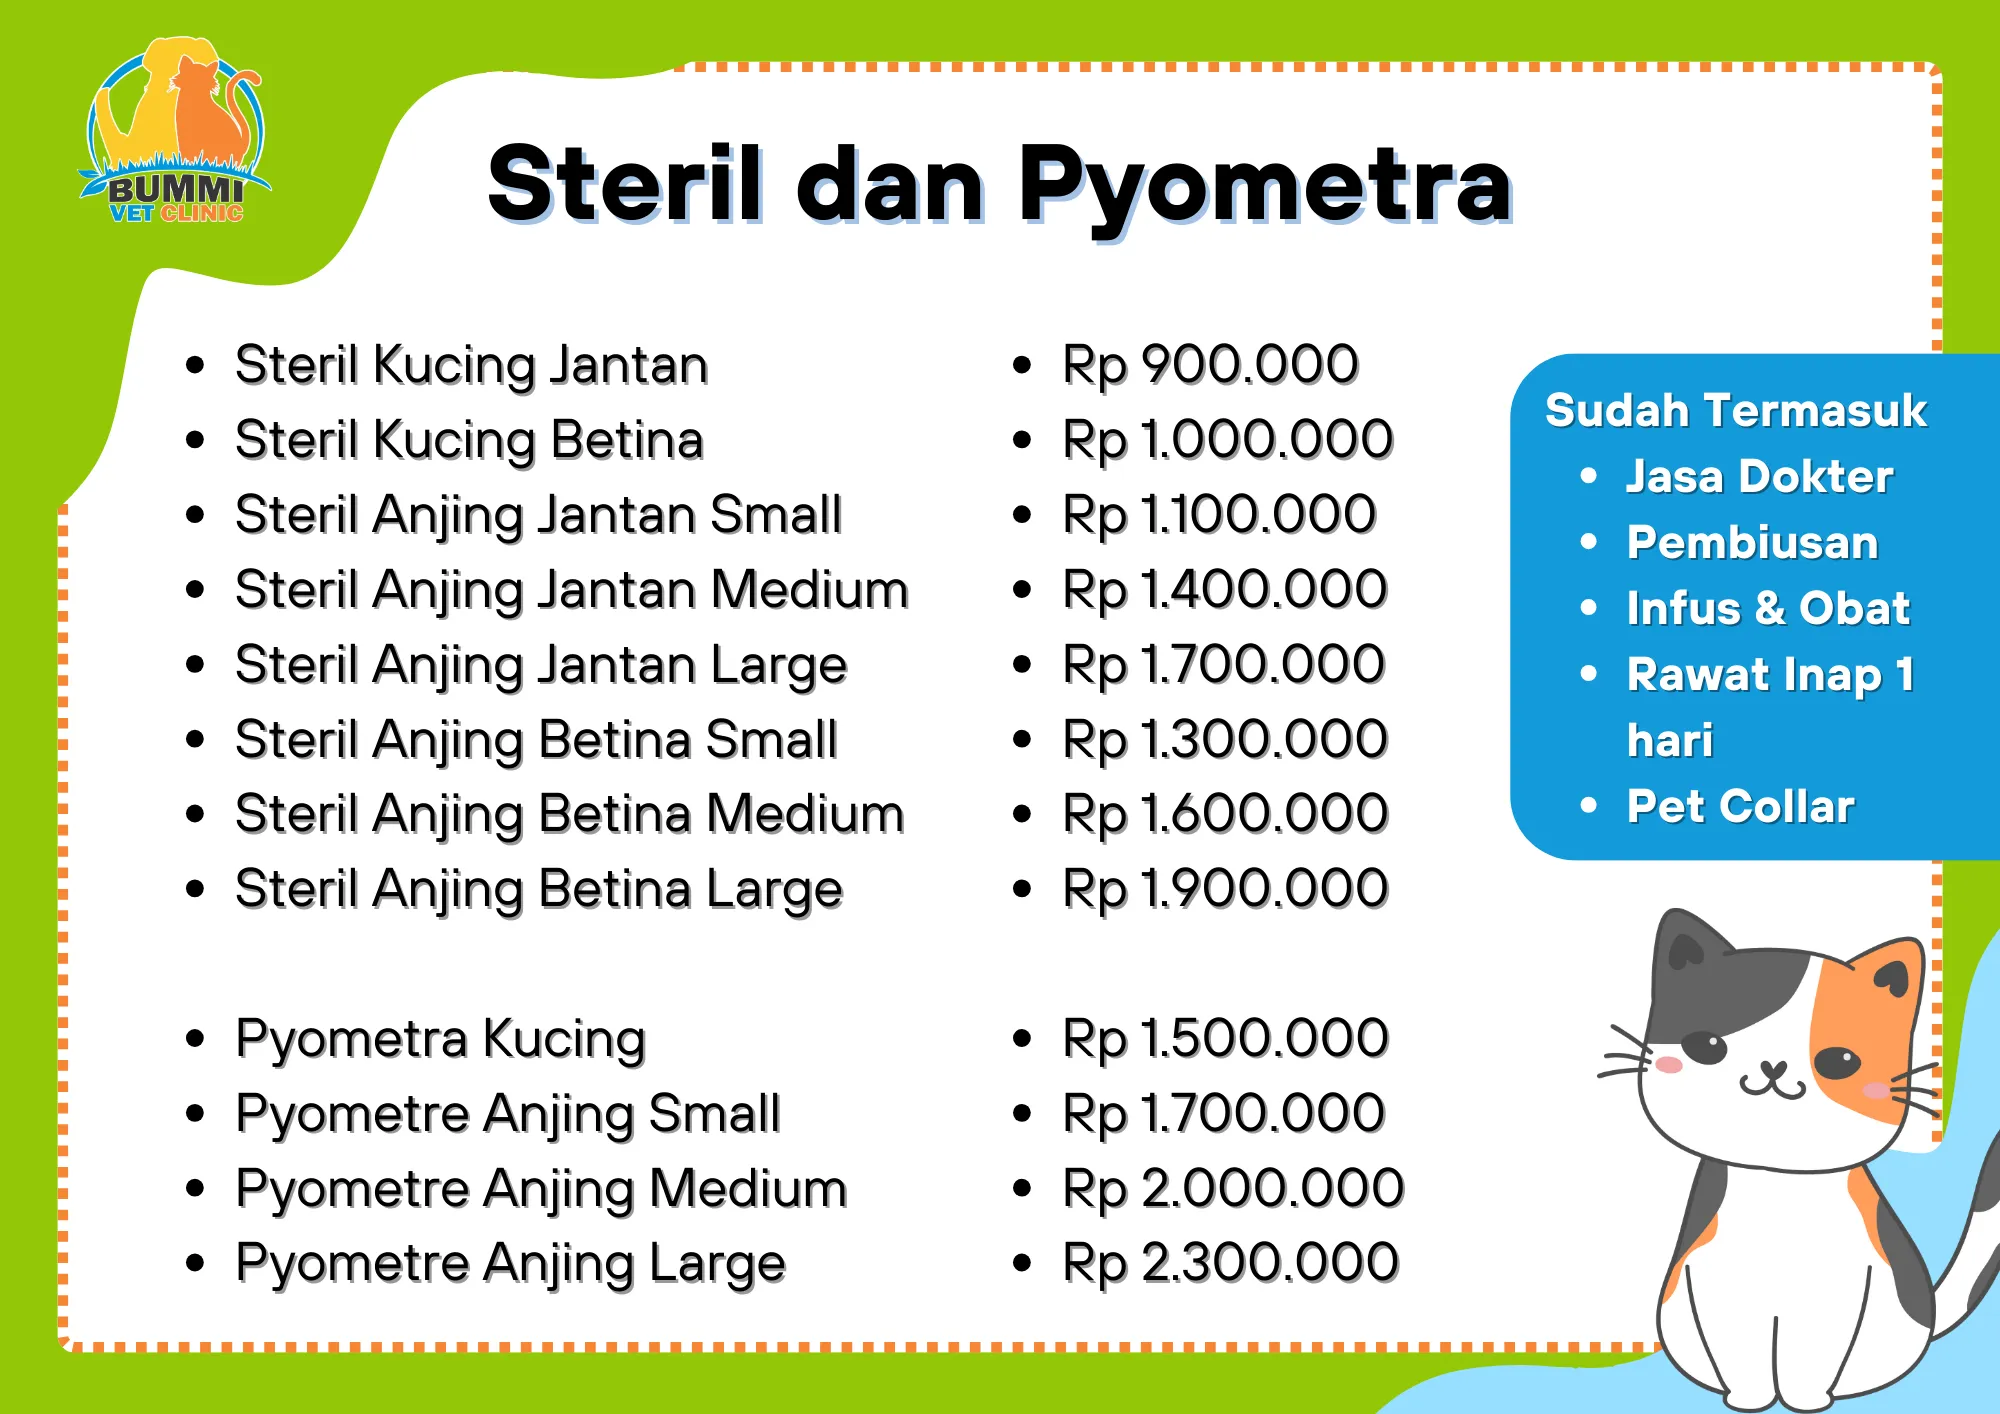 BUMMI
VET CLINIC
Steril dan Pyometra
Steril Kucing Jantan
Rp 900.000
Steril Kucing Betina
Rp 1.000.000
Steril Anjing Jantan Small
Rp 1.100.000
Steril Anjing Jantan Medium
Rp 1.400.000
Steril Anjing Jantan Large
Rp 1.700.000
Steril Anjing Betina Small
Rp 1.300.000
Steril Anjing Betina Medium
Rp 1.600.000
Steril Anjing Betina Large
Rp 1.900.000
Pyometra Kucing
Rp 1.500.000
Pyometre Anjing Small
Rp 1.700.000
Pyometre Anjing Medium
Rp 2.000.000
Pyometre Anjing Large
Rp 2.300.000
Sudah Termasuk
Jasa Dokter
Pembiusan
Infus & Obat
Rawat Inap 1
hari
Pet Collar